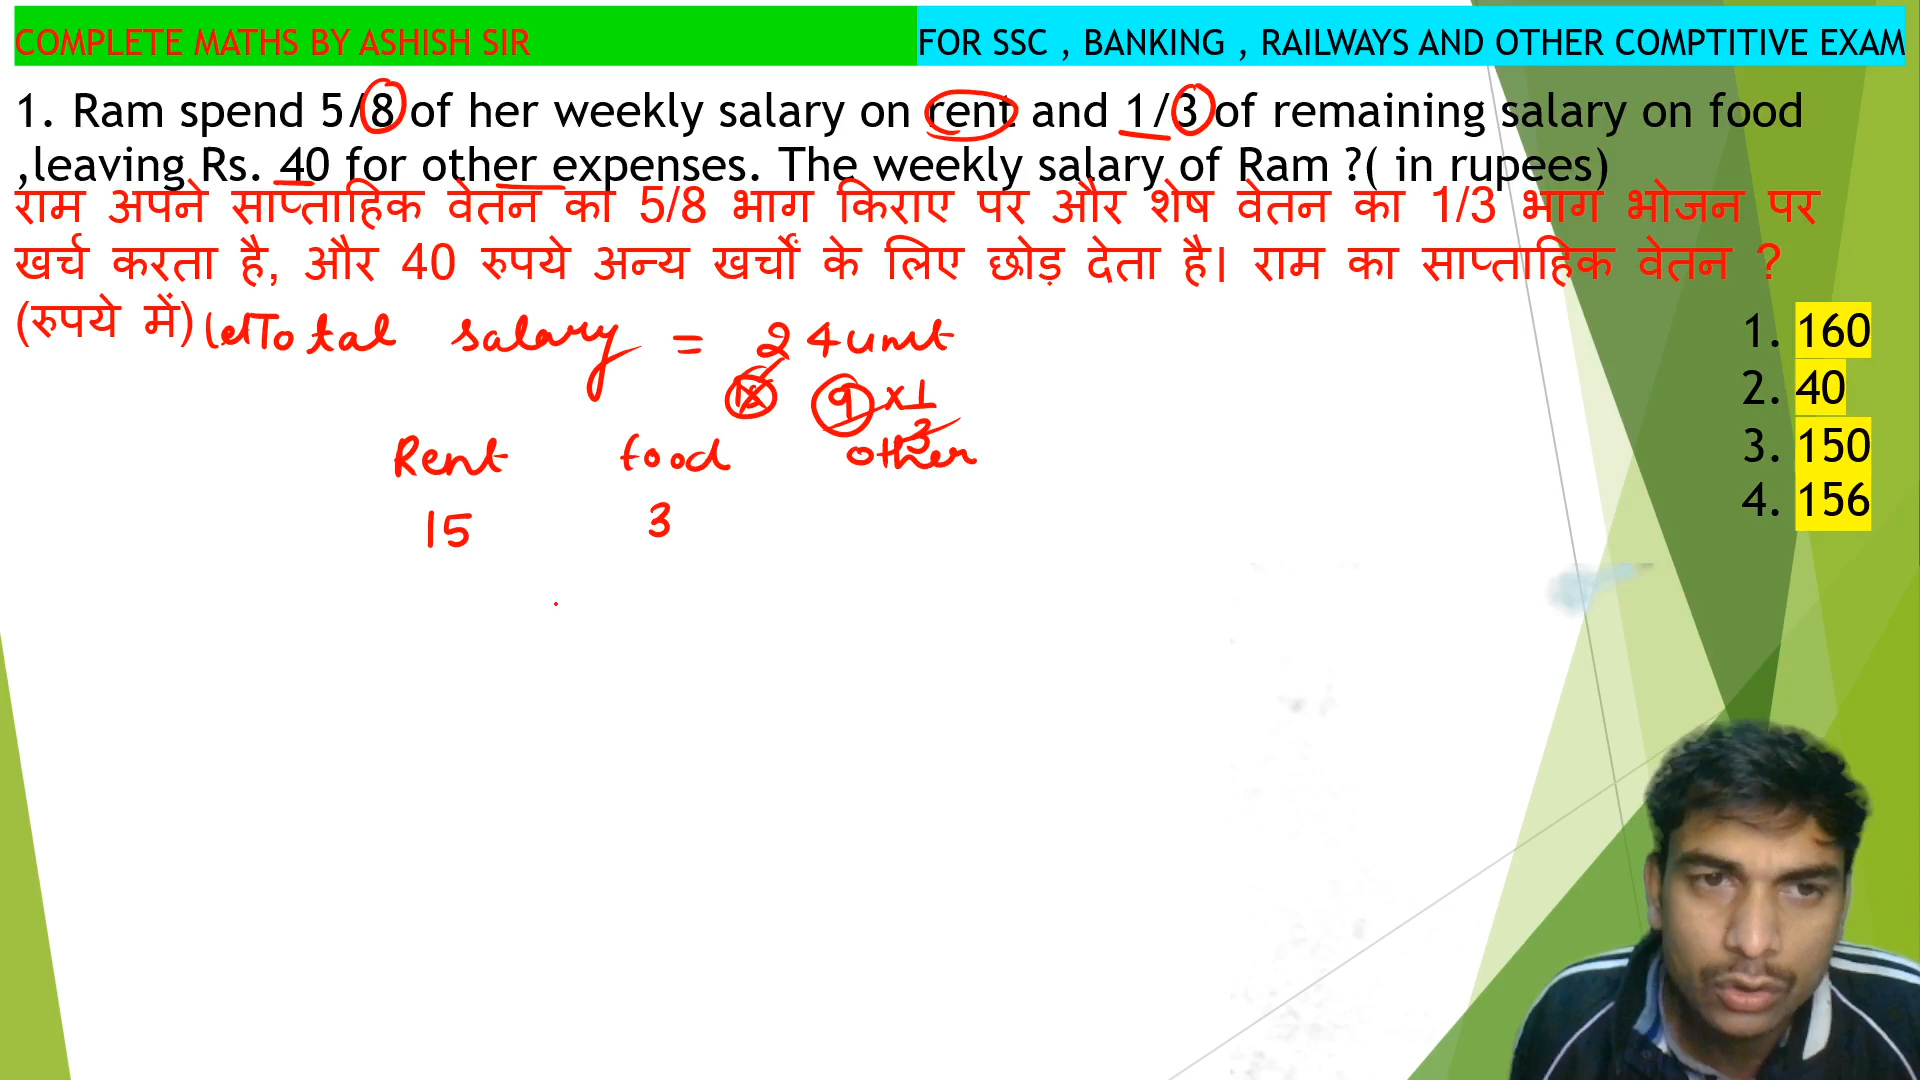 COMPLETE MATHS BY ASHISH SIR FOR SSC , BANKING , RAILWAYS AND OTHER COMPTITIVE EXAM
1. Ram spend 5/8 of her weekly salary on rent and 1/3 of remaining salary on food
,leaving Rs. 40 for other expenses. The weekly salary of Ram ?( in rupees)
राम अपने साप्ताहिक वेतन का 5/8 भाग किराए पर और शेष वेतन का 1/3 भाग भोजन पर
खर्च करता है, और 40 रुपये अन्य खर्चों के लिए छोड़ देता है। राम का साप्ताहिक वेतन ?
(रुपये में)
let Total salary = 24 unit
9 × 1/3
Rent food other
15 3
1. 160
2. 40
3. 150
4. 156